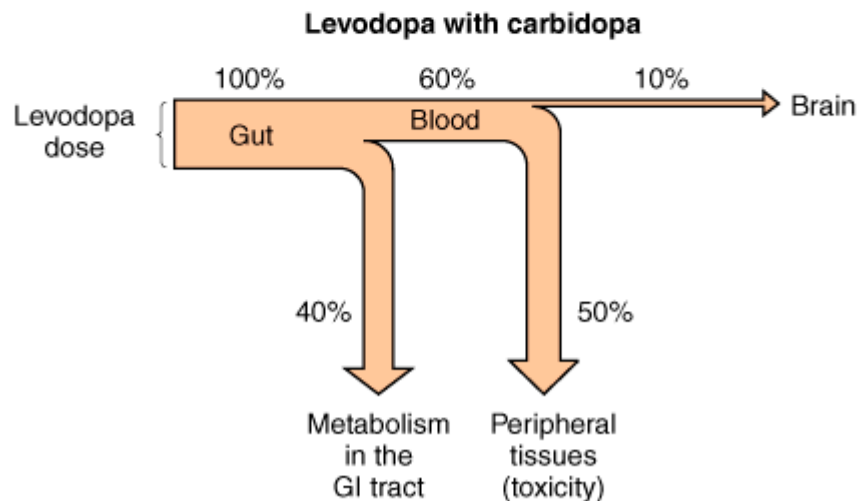 Levodopa with carbidopa
100%
60%
10%
Levodopa
dose
Gut
Blood
Brain
40%
50%
Metabolism
in the
GI tract
Peripheral
tissues
(toxicity)